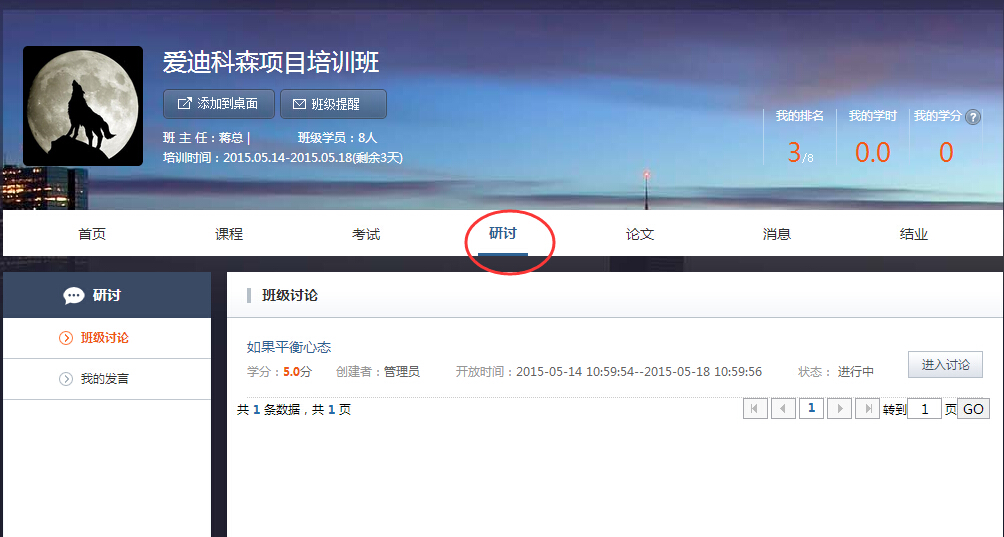 爱迪科森项目培训班
添加到桌面 班级提醒
班 主 任：蒋总 | 班级学员：8人
培训时间：2015.05.14-2015.05.18(剩余3天)
我的排名 我的学时 我的学分 ?
3/8 0.0 0
首页 课程 考试 研讨 论文 消息 结业
研讨
班级讨论
我的发言
班级讨论
如果平衡心态
学分：5.0分 创建者：管理员 开放时间：2015-05-14 10:59:54--2015-05-18 10:59:56 状态： 进行中 进入讨论
共 1 条数据，共 1 页 1 转到 1 页 GO